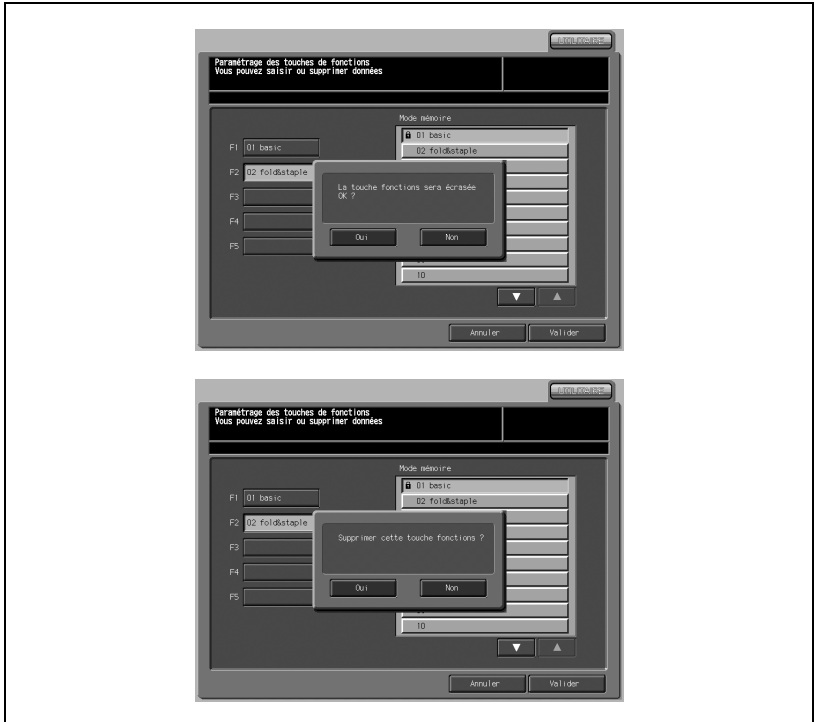 UTILITAIRE
Paramétrage des touches de fonctions
Vous pouvez saisir ou supprimer données
Mode mémoire
F1 01 basic
F2 02 fold&staple
F3
F4
F5
01 basic
02 fold&staple
10
La touche fonctions sera écrasée
OK ?
Oui Non
Annuler Valider
UTILITAIRE
Paramétrage des touches de fonctions
Vous pouvez saisir ou supprimer données
Mode mémoire
F1 01 basic
F2 02 fold&staple
F3
F4
F5
01 basic
02 fold&staple
10
Supprimer cette touche fonctions ?
Oui Non
Annuler Valider